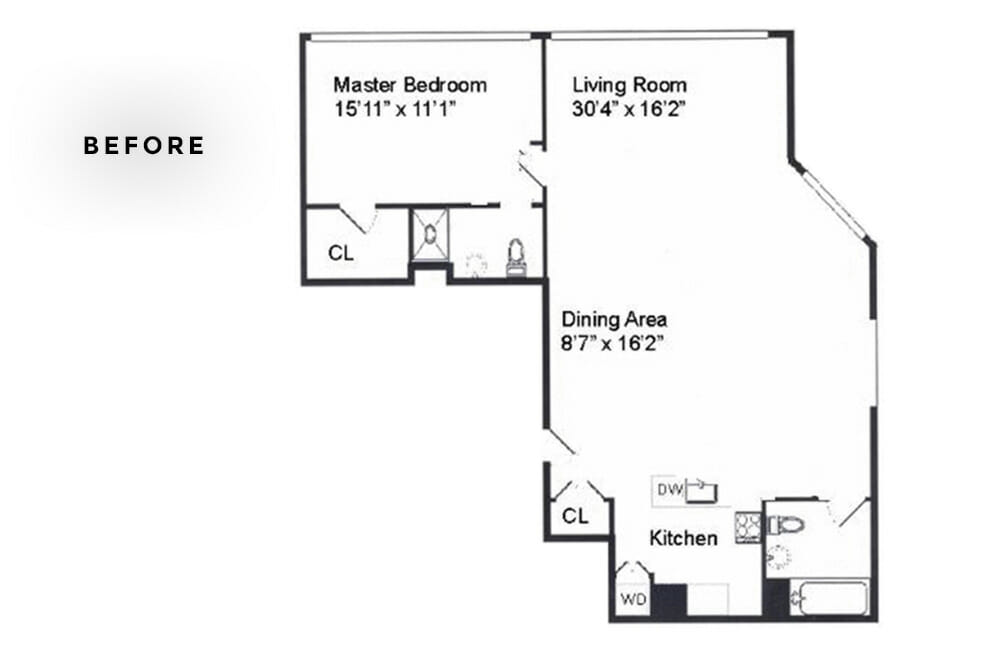 BEFORE
Master Bedroom
15'11" x 11'1"
Living Room
30'4" x 16'2"
CL
Dining Area
8'7" x 16'2"
DW
CL
Kitchen
WD